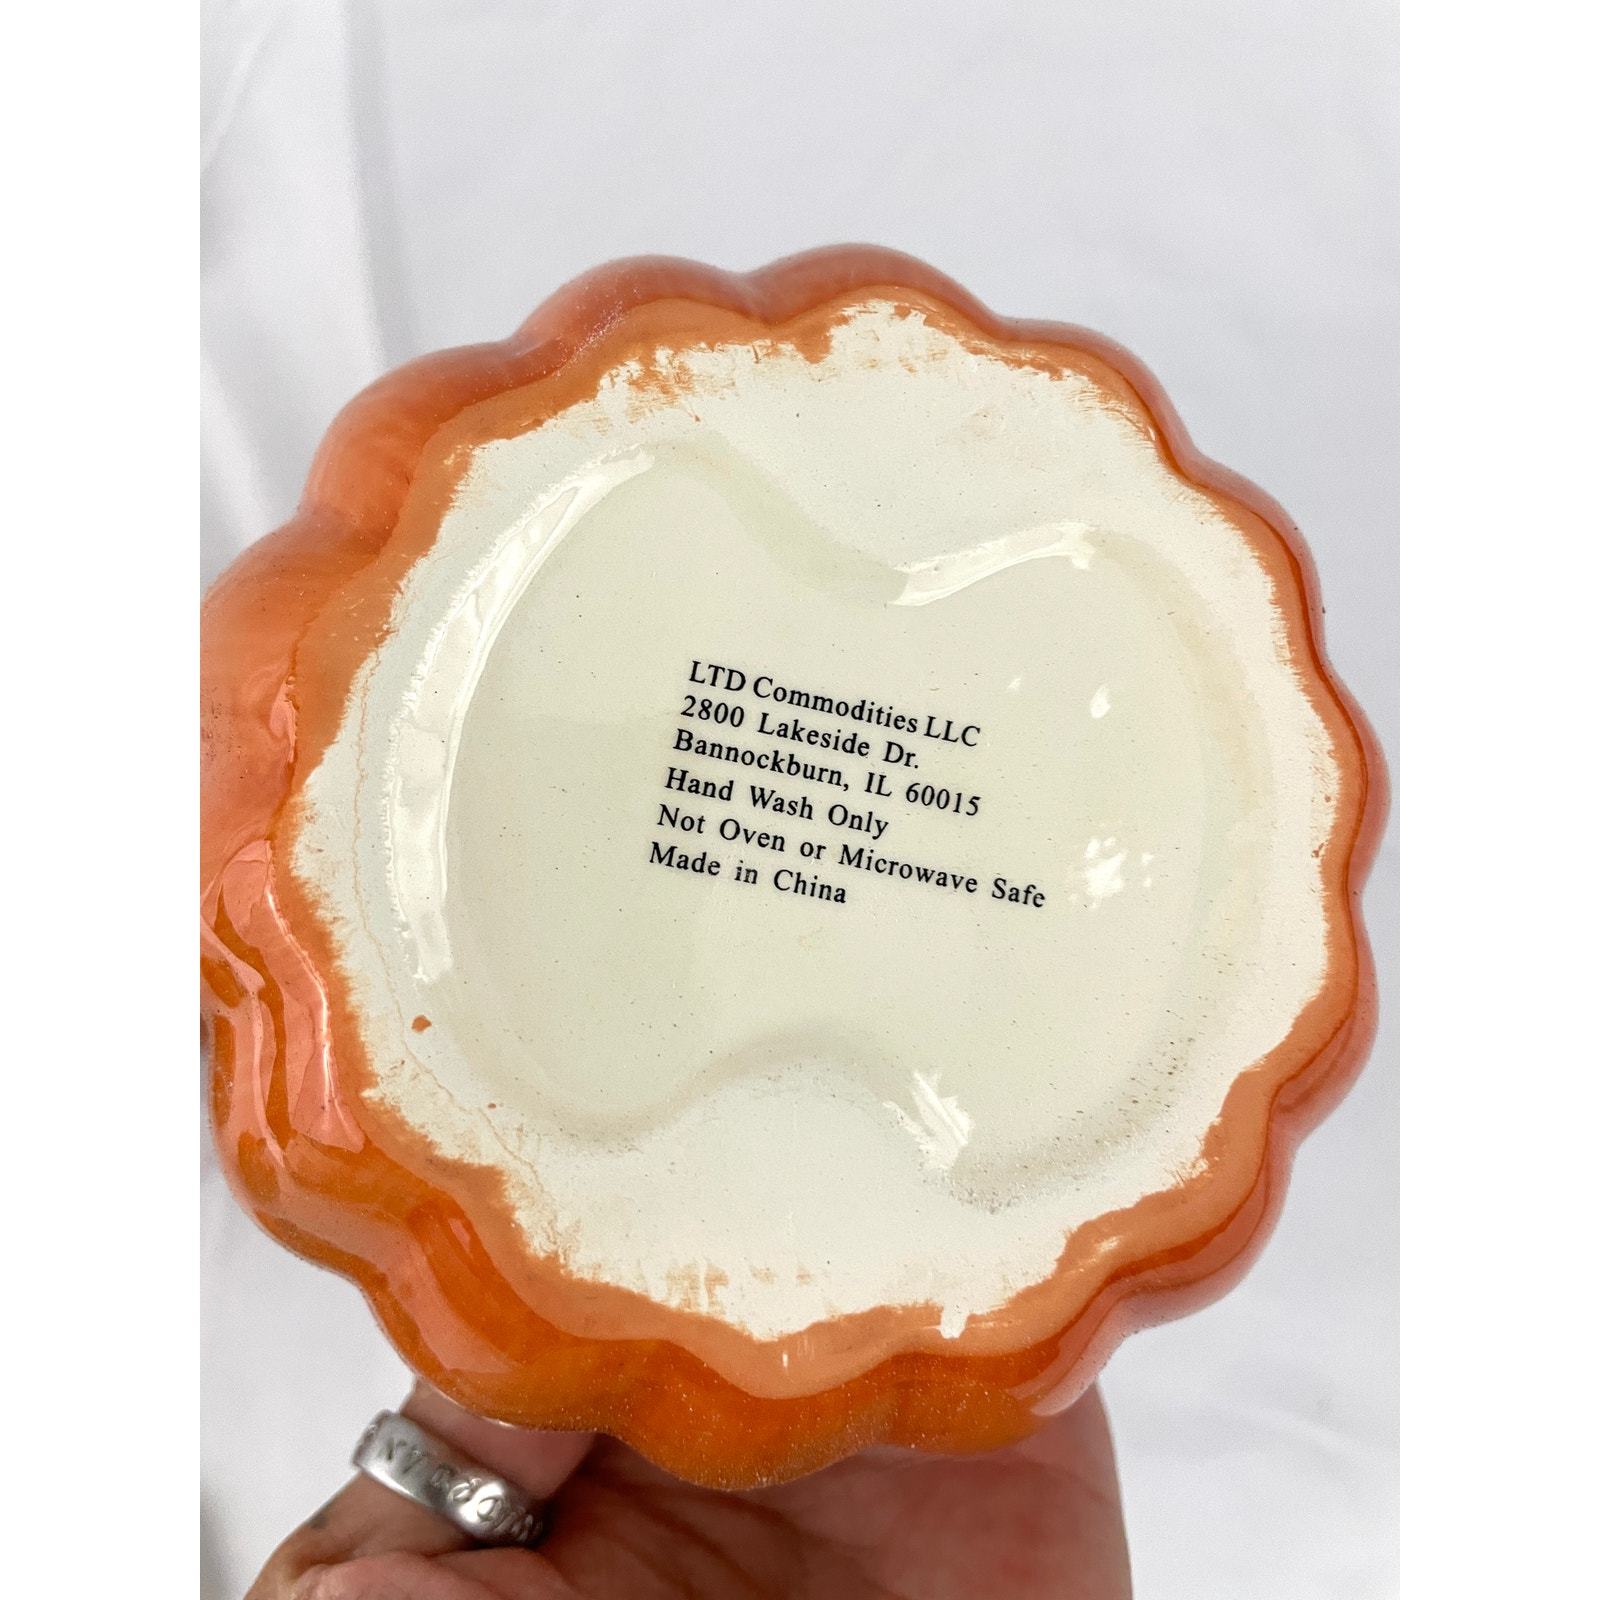 LTD Commodities LLC
2800 Lakeside Dr.
Bannockburn, IL 60015
Hand Wash Only
Not Oven or Microwave Safe
Made in China